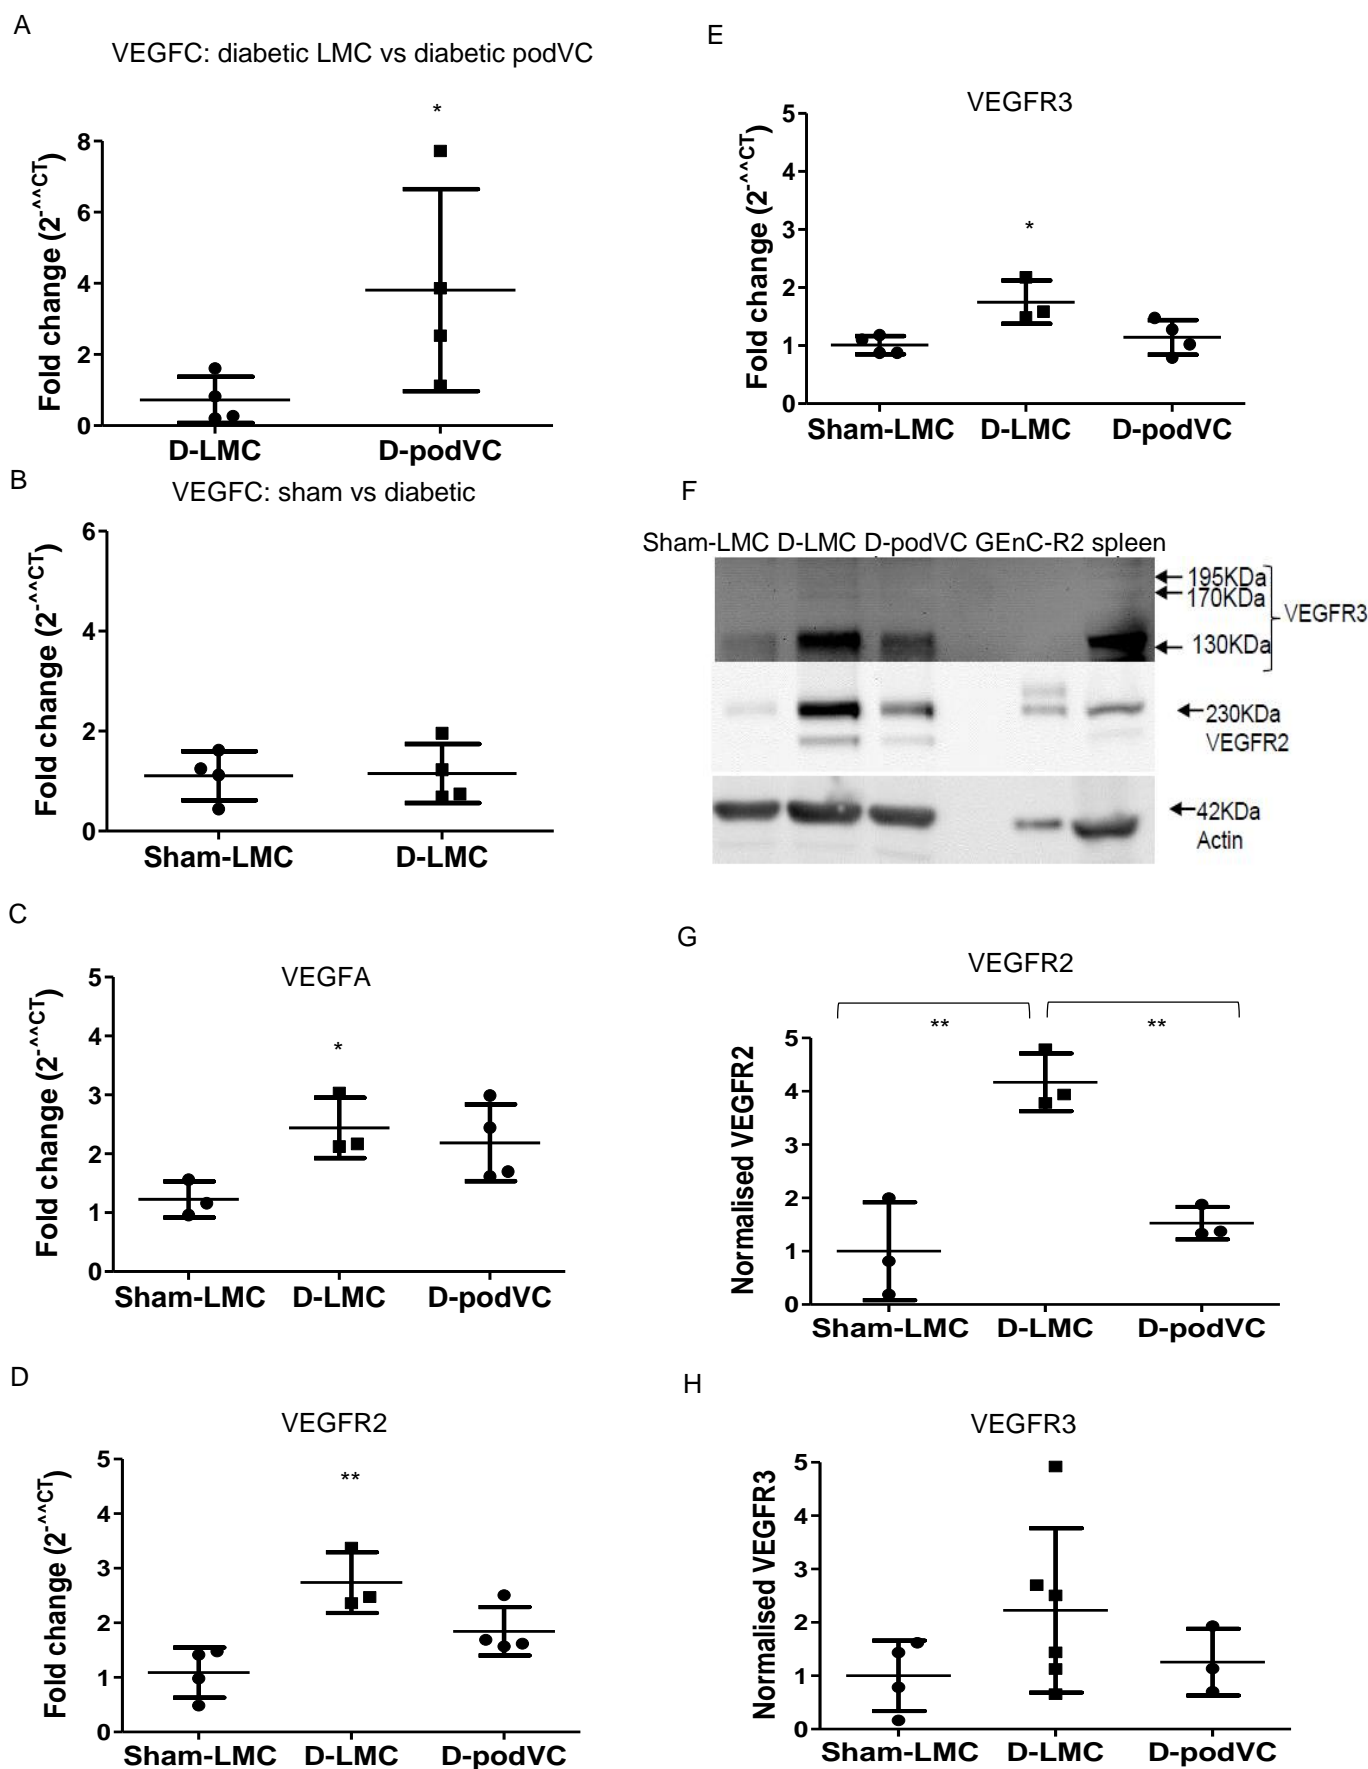 A
VEGFC: diabetic LMC vs diabetic podVC
*
Fold change (2-^^CT)
8
6
4
2
0
D-LMC
D-podVC
B
VEGFC: sham vs diabetic
Fold change (2-^^CT)
6
4
2
0
Sham-LMC
D-LMC
C
VEGFA
*
Fold change (2-^^CT)
5
4
3
2
1
0
Sham-LMC
D-LMC
D-podVC
D
VEGFR2
**
Fold change (2-^^CT)
5
4
3
2
1
0
Sham-LMC
D-LMC
D-podVC
E
VEGFR3
*
Fold change (2-^^CT)
5
4
3
2
1
0
Sham-LMC
D-LMC
D-podVC
F
Sham-LMC D-LMC D-podVC GEnC-R2 spleen
195KDa
170KDa
130KDa
VEGFR3
230KDa
VEGFR2
42KDa
Actin
G
VEGFR2
**
**
Normalised VEGFR2
5
4
3
2
1
0
Sham-LMC
D-LMC
D-podVC
H
VEGFR3
Normalised VEGFR3
5
4
3
2
1
0
Sham-LMC
D-LMC
D-podVC